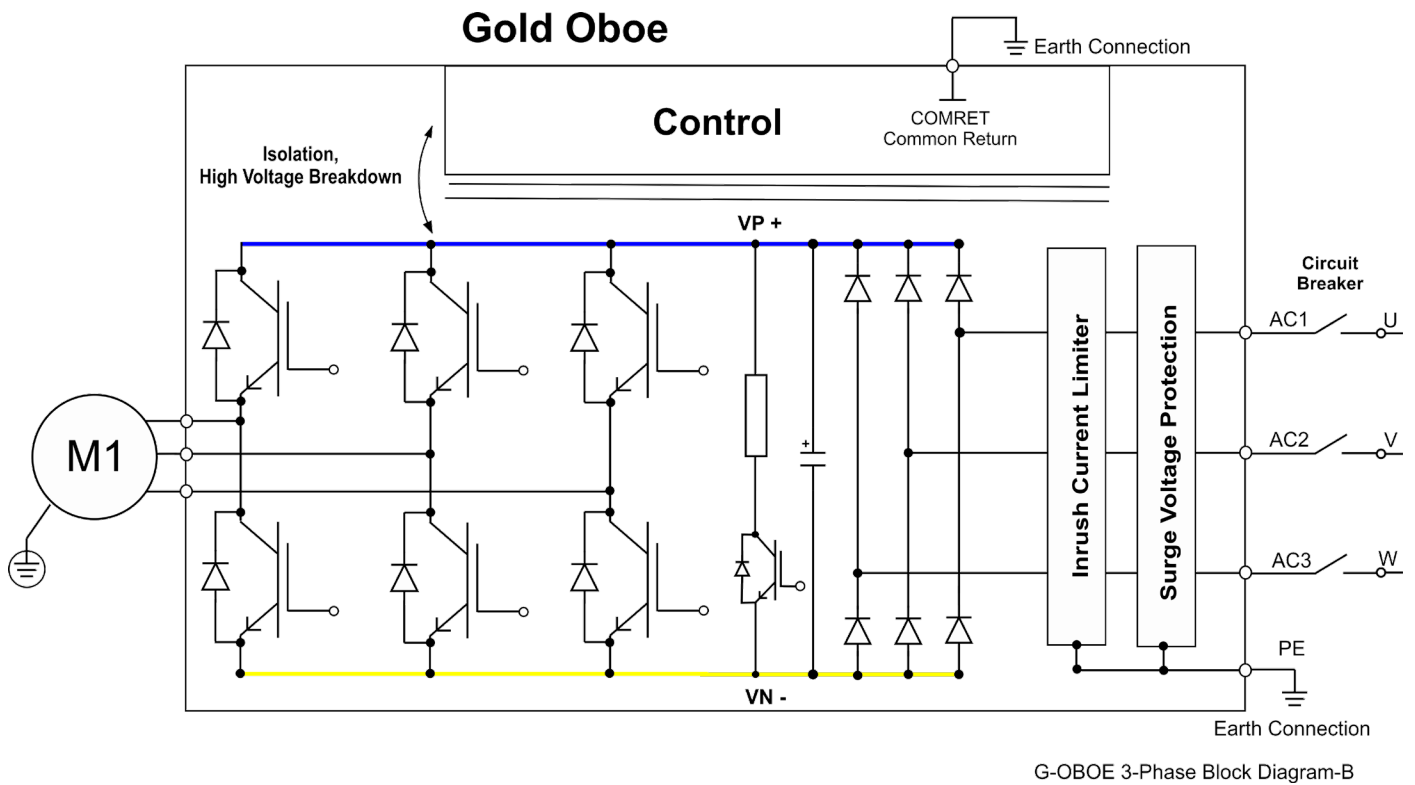 Gold Oboe
Earth Connection
Control
COMRET
Common Return
Isolation,
High Voltage Breakdown
VP +
Circuit
Breaker
AC1
U
Inrush Current Limiter
Surge Voltage Protection
M1
+
AC2
V
AC3
W
PE
VN -
Earth Connection
G-OBOE 3-Phase Block Diagram-B